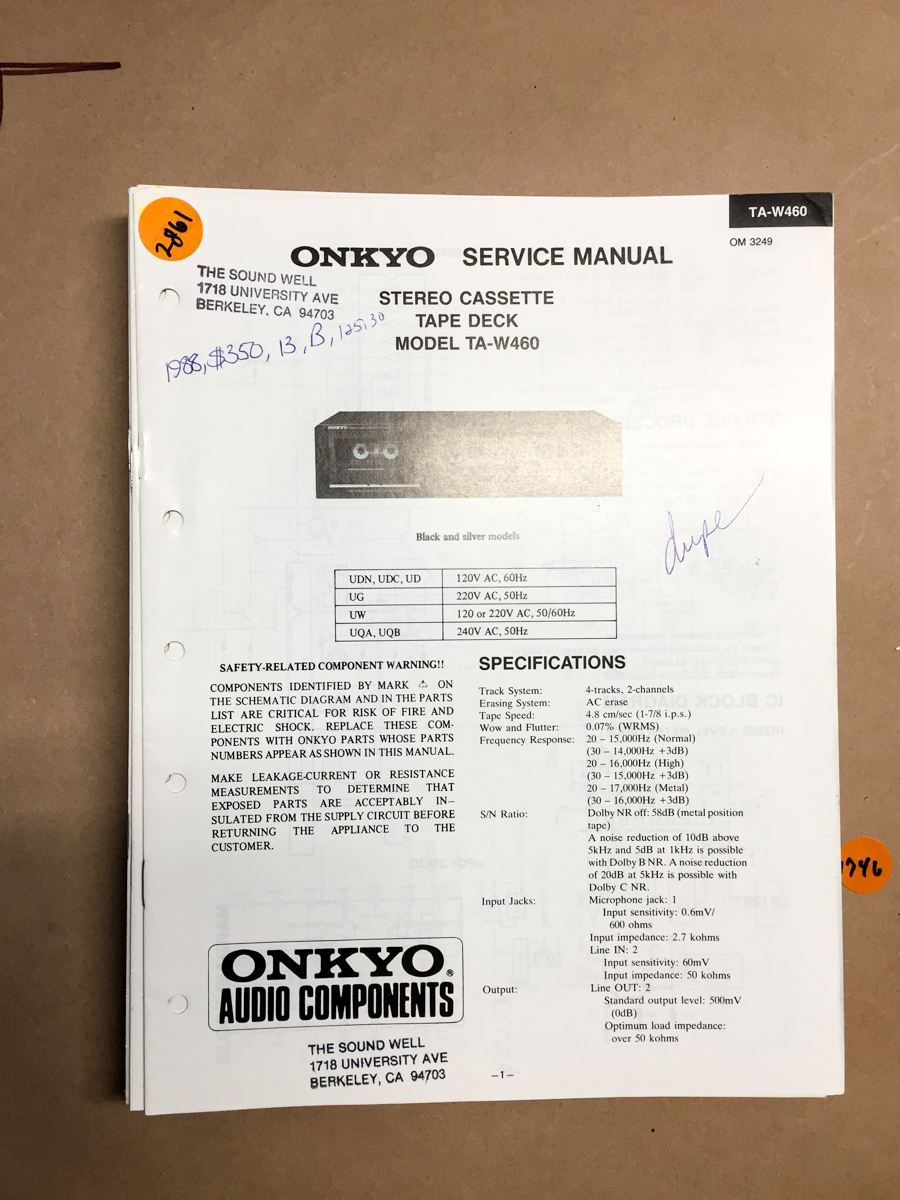 TA-W460
OM 3249
2861
ONKYO SERVICE MANUAL
THE SOUND WELL
1718 UNIVERSITY AVE
BERKELEY, CA 94703
STEREO CASSETTE
TAPE DECK
MODEL TA-W460
1988, $350, 13, B, 125, 30
ONKYO
Black and silver models
dupe
UDN, UDC, UD 120V AC, 60Hz
UG 220V AC, 50Hz
UW 120 or 220V AC, 50/60Hz
UQA, UQB 240V AC, 50Hz
SAFETY-RELATED COMPONENT WARNING!!
COMPONENTS IDENTIFIED BY MARK ⚠ ON
THE SCHEMATIC DIAGRAM AND IN THE PARTS
LIST ARE CRITICAL FOR RISK OF FIRE AND
ELECTRIC SHOCK. REPLACE THESE COM-
PONENTS WITH ONKYO PARTS WHOSE PARTS
NUMBERS APPEAR AS SHOWN IN THIS MANUAL.
MAKE LEAKAGE-CURRENT OR RESISTANCE
MEASUREMENTS TO DETERMINE THAT
EXPOSED PARTS ARE ACCEPTABLY IN-
SULATED FROM THE SUPPLY CIRCUIT BEFORE
RETURNING THE APPLIANCE TO THE
CUSTOMER.
SPECIFICATIONS
Track System: 4-tracks, 2-channels
Erasing System: AC erase
Tape Speed: 4.8 cm/sec (1-7/8 i.p.s.)
Wow and Flutter: 0.07% (WRMS)
Frequency Response: 20 – 15,000Hz (Normal)
(30 – 14,000Hz +3dB)
20 – 16,000Hz (High)
(30 – 15,000Hz +3dB)
20 – 17,000Hz (Metal)
(30 – 16,000Hz +3dB)
S/N Ratio: Dolby NR off: 58dB (metal position
tape)
A noise reduction of 10dB above
5kHz and 5dB at 1kHz is possible
with Dolby B NR. A noise reduction
of 20dB at 5kHz is possible with
Dolby C NR.
Input Jacks: Microphone jack: 1
Input sensitivity: 0.6mV/
600 ohms
Input impedance: 2.7 kohms
Line IN: 2
Input sensitivity: 60mV
Input impedance: 50 kohms
Output: Line OUT: 2
Standard output level: 500mV
(0dB)
Optimum load impedance:
over 50 kohms
ONKYO®
AUDIO COMPONENTS
THE SOUND WELL
1718 UNIVERSITY AVE
BERKELEY, CA 94703
–1–